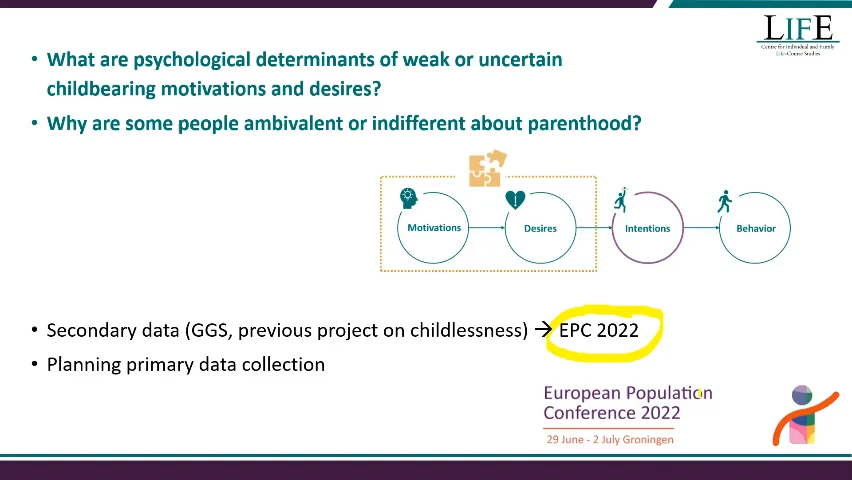 LIFE
Centre for Individual and Family
Life-Course Studies
• What are psychological determinants of weak or uncertain
childbearing motivations and desires?
• Why are some people ambivalent or indifferent about parenthood?
Motivations
Desires
Intentions
Behavior
• Secondary data (GGS, previous project on childlessness) → EPC 2022
• Planning primary data collection
European Population
Conference 2022
29 June - 2 July Groningen